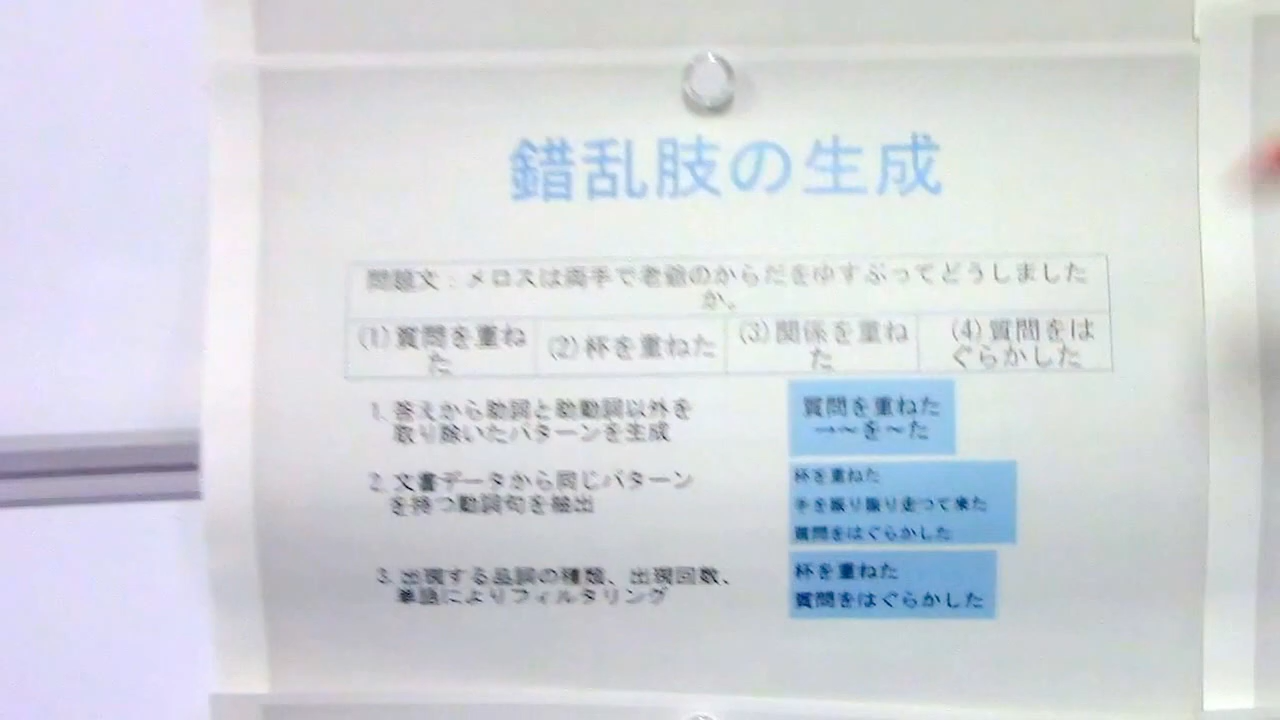 錯乱肢の生成
問題文：メロスは両手で老爺のからだをゆすぶってどうしました
か。
(1)質問を重ね
た
(2)杯を重ねた
(3)関係を重ね
た
(4)質問をは
ぐらかした
1. 答えから助詞と助動詞以外を
取り除いたパターンを生成
質問を重ねた
→～を～た
2. 文書データから同じパターン
を持つ動詞句を抽出
杯を重ねた
手を振り振り走って来た
質問をはぐらかした
3. 出現する品詞の種類、出現回数、
単語によりフィルタリング
杯を重ねた
質問をはぐらかした